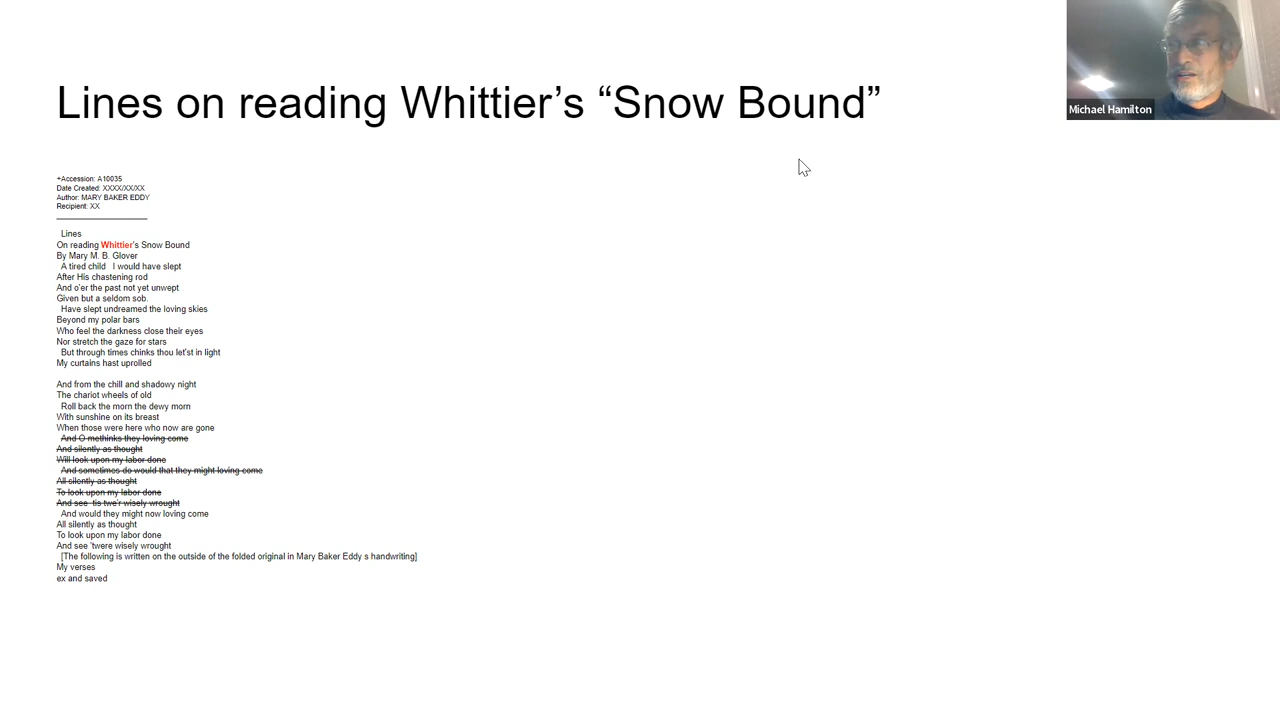 Lines on reading Whittier’s “Snow Bound”
Michael Hamilton
+Accession: A10035
Date Created: XXXX/XX/XX
Author: MARY BAKER EDDY
Recipient: XX
Lines
On reading Whittier's Snow Bound
By Mary M. B. Glover
A tired child I would have slept
After His chastening rod
And o'er the past not yet unwept
Given but a seldom sob.
Have slept undreamed the loving skies
Beyond my polar bars
Who feel the darkness close their eyes
Nor stretch the gaze for stars
But through times chinks thou let'st in light
My curtains hast uprolled
And from the chill and shadowy night
The chariot wheels of old
Roll back the morn the dewy morn
With sunshine on its breast
When those were here who now are gone
And O methinks they loving come
And silently as thought
Will look upon my labor done
And sometimes do would that they might loving come
All silently as thought
To look upon my labor done
And see tis twe'r wisely wrought
And would they might now loving come
All silently as thought
To look upon my labor done
And see 'twere wisely wrought
[The following is written on the outside of the folded original in Mary Baker Eddy s handwriting]
My verses
ex and saved